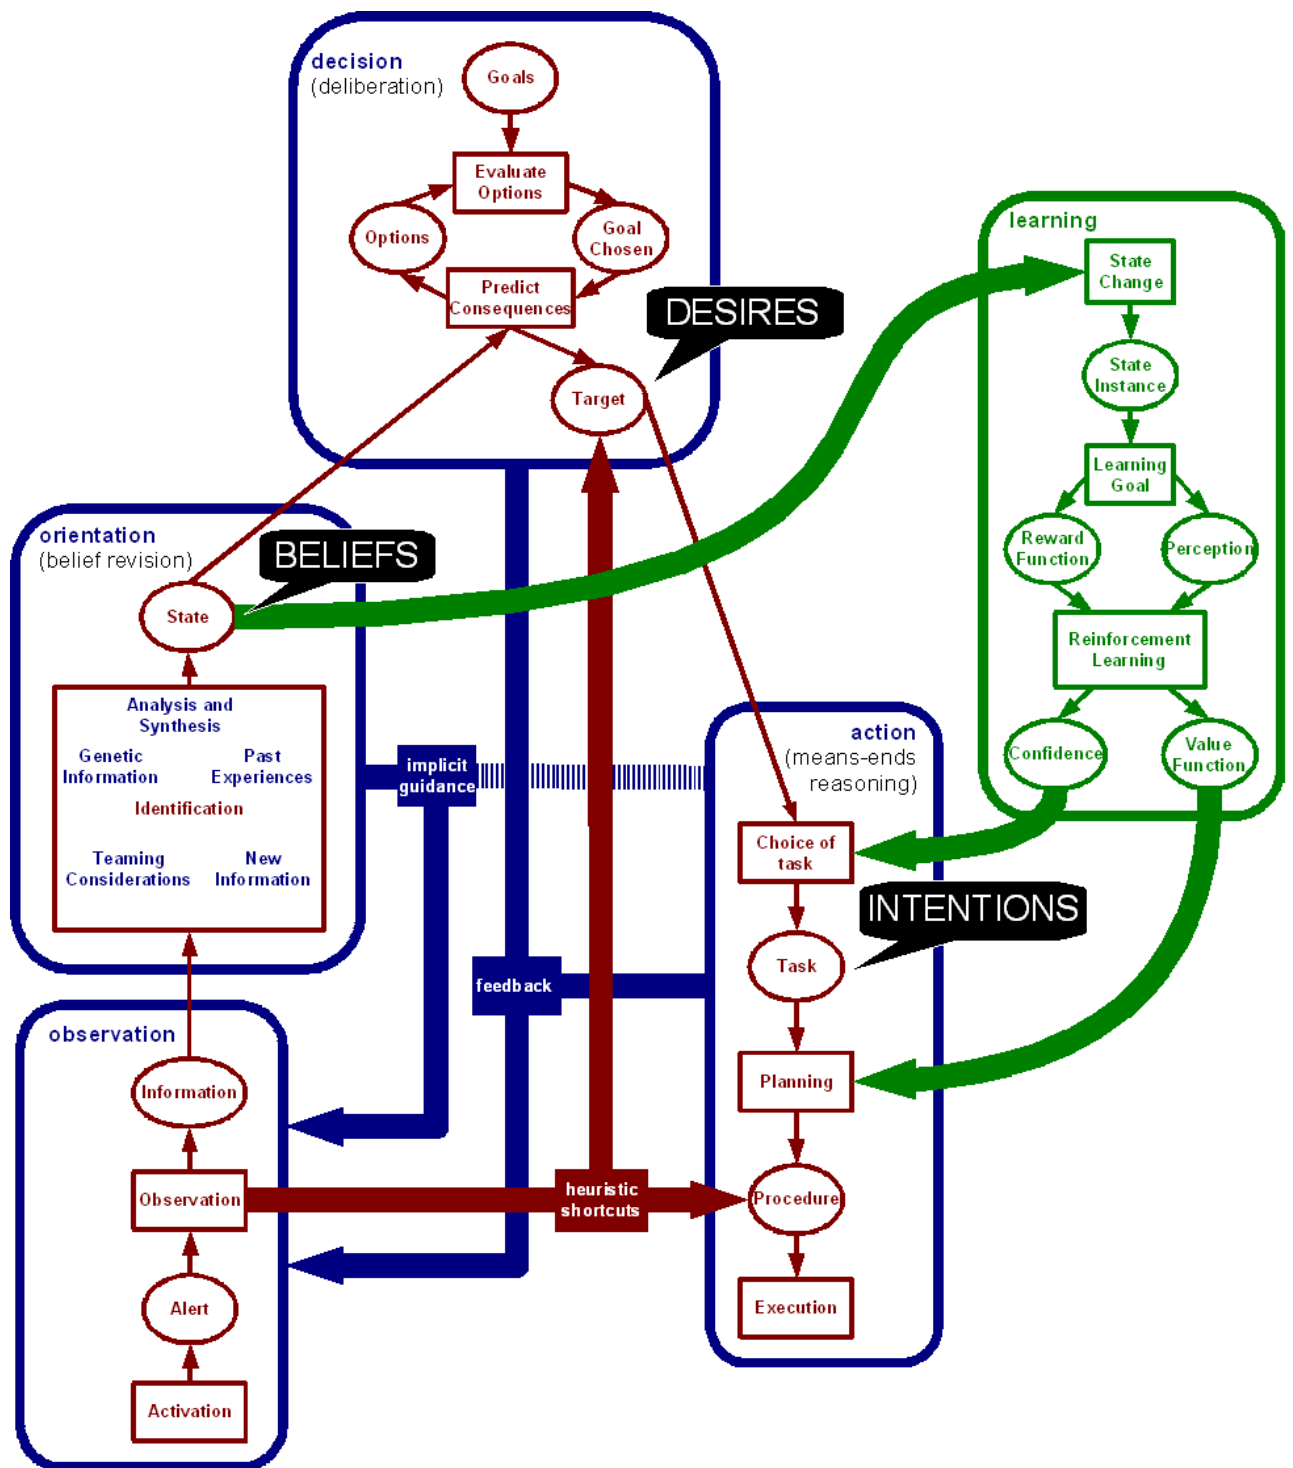 decision
(deliberation)
Goals
Evaluate
Options
Options
Goal
Chosen
Predict
Consequences
DESIRES
Target
learning
State
Change
State
Instance
Learning
Goal
Reward
Function
Perception
Reinforcement
Learning
Confidence
Value
Function
orientation
(belief revision)
BELIEFS
State
Analysis and
Synthesis
Genetic
Information
Past
Experiences
Identification
Teaming
Considerations
New
Information
implicit
guidance
action
(means-ends
reasoning)
Choice of
task
INTENTIONS
Task
feedback
Planning
observation
Information
Observation
heuristic
shortcuts
Procedure
Alert
Execution
Activation